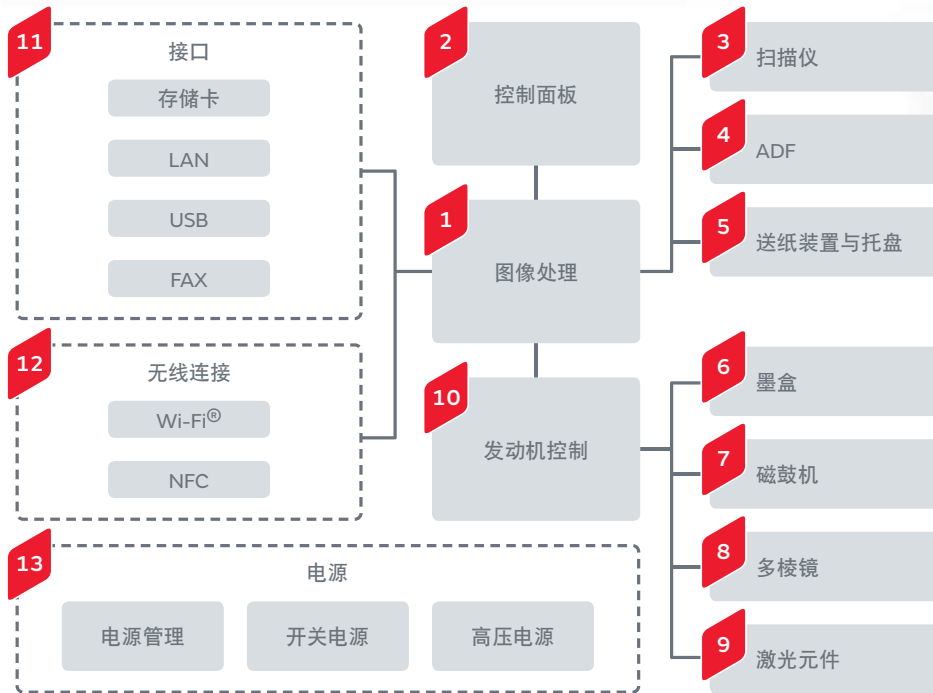 11
接口
存储卡
LAN
USB
FAX
12
无线连接
Wi-Fi®
NFC
13
电源
电源管理
开关电源
高压电源
2
控制面板
1
图像处理
10
发动机控制
3
扫描仪
4
ADF
5
送纸装置与托盘
6
墨盒
7
磁鼓机
8
多棱镜
9
激光元件